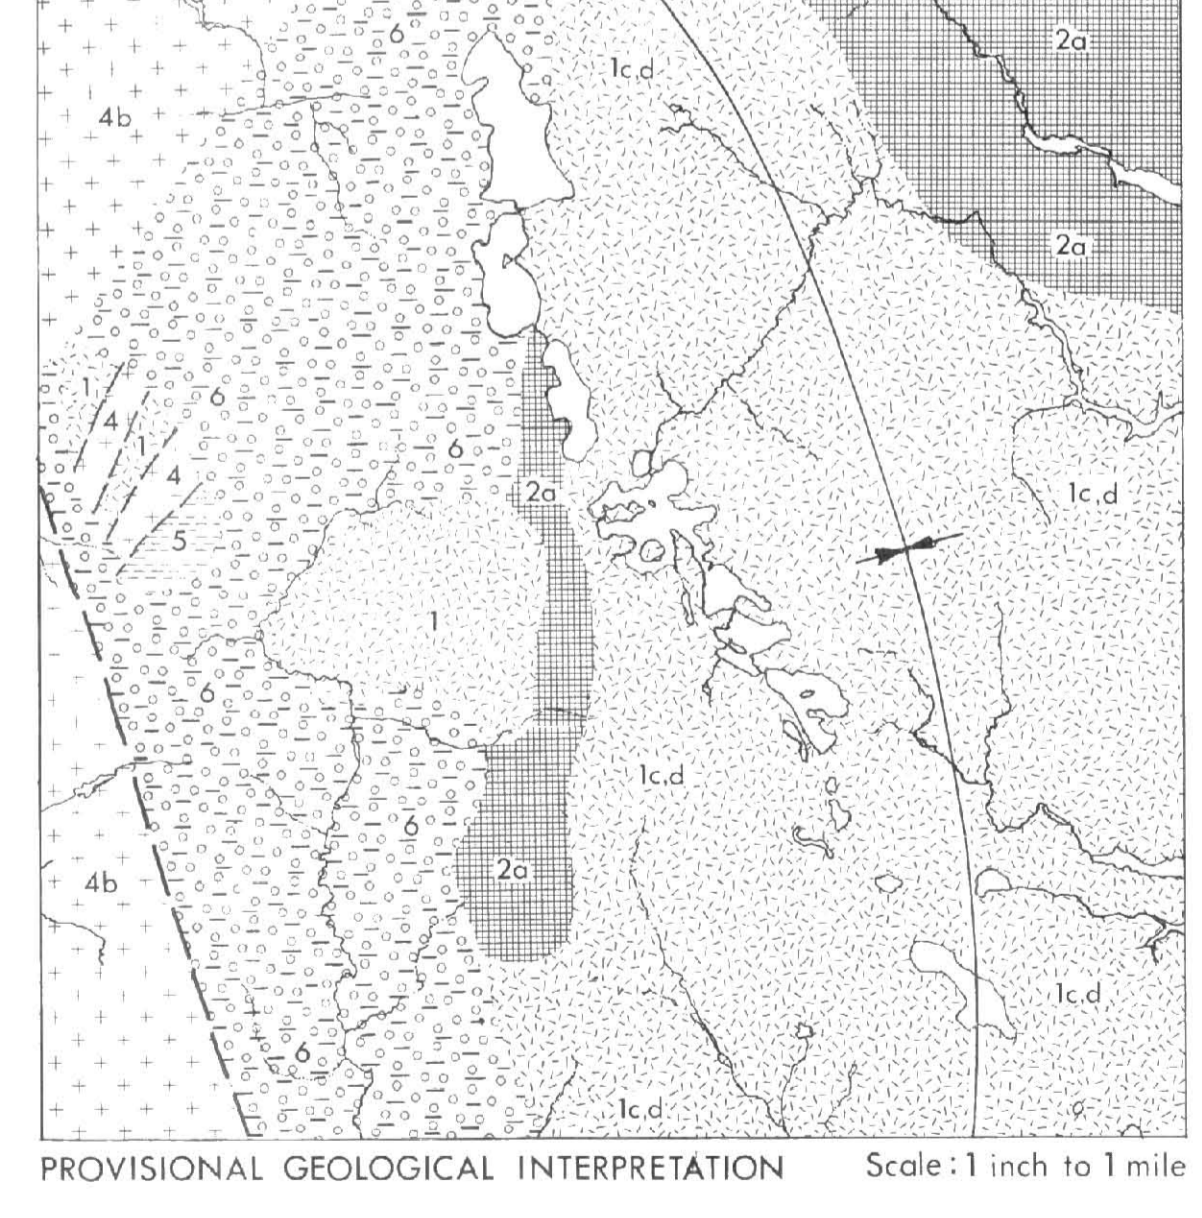 6
2a
1c,d
4b
2a
1
4
6
1
6
4
2a
1c,d
5
1
6
1c,d
6
2a
4b
1c,d
6
1c,d
PROVISIONAL GEOLOGICAL INTERPRETATION Scale : 1 inch to 1 mile